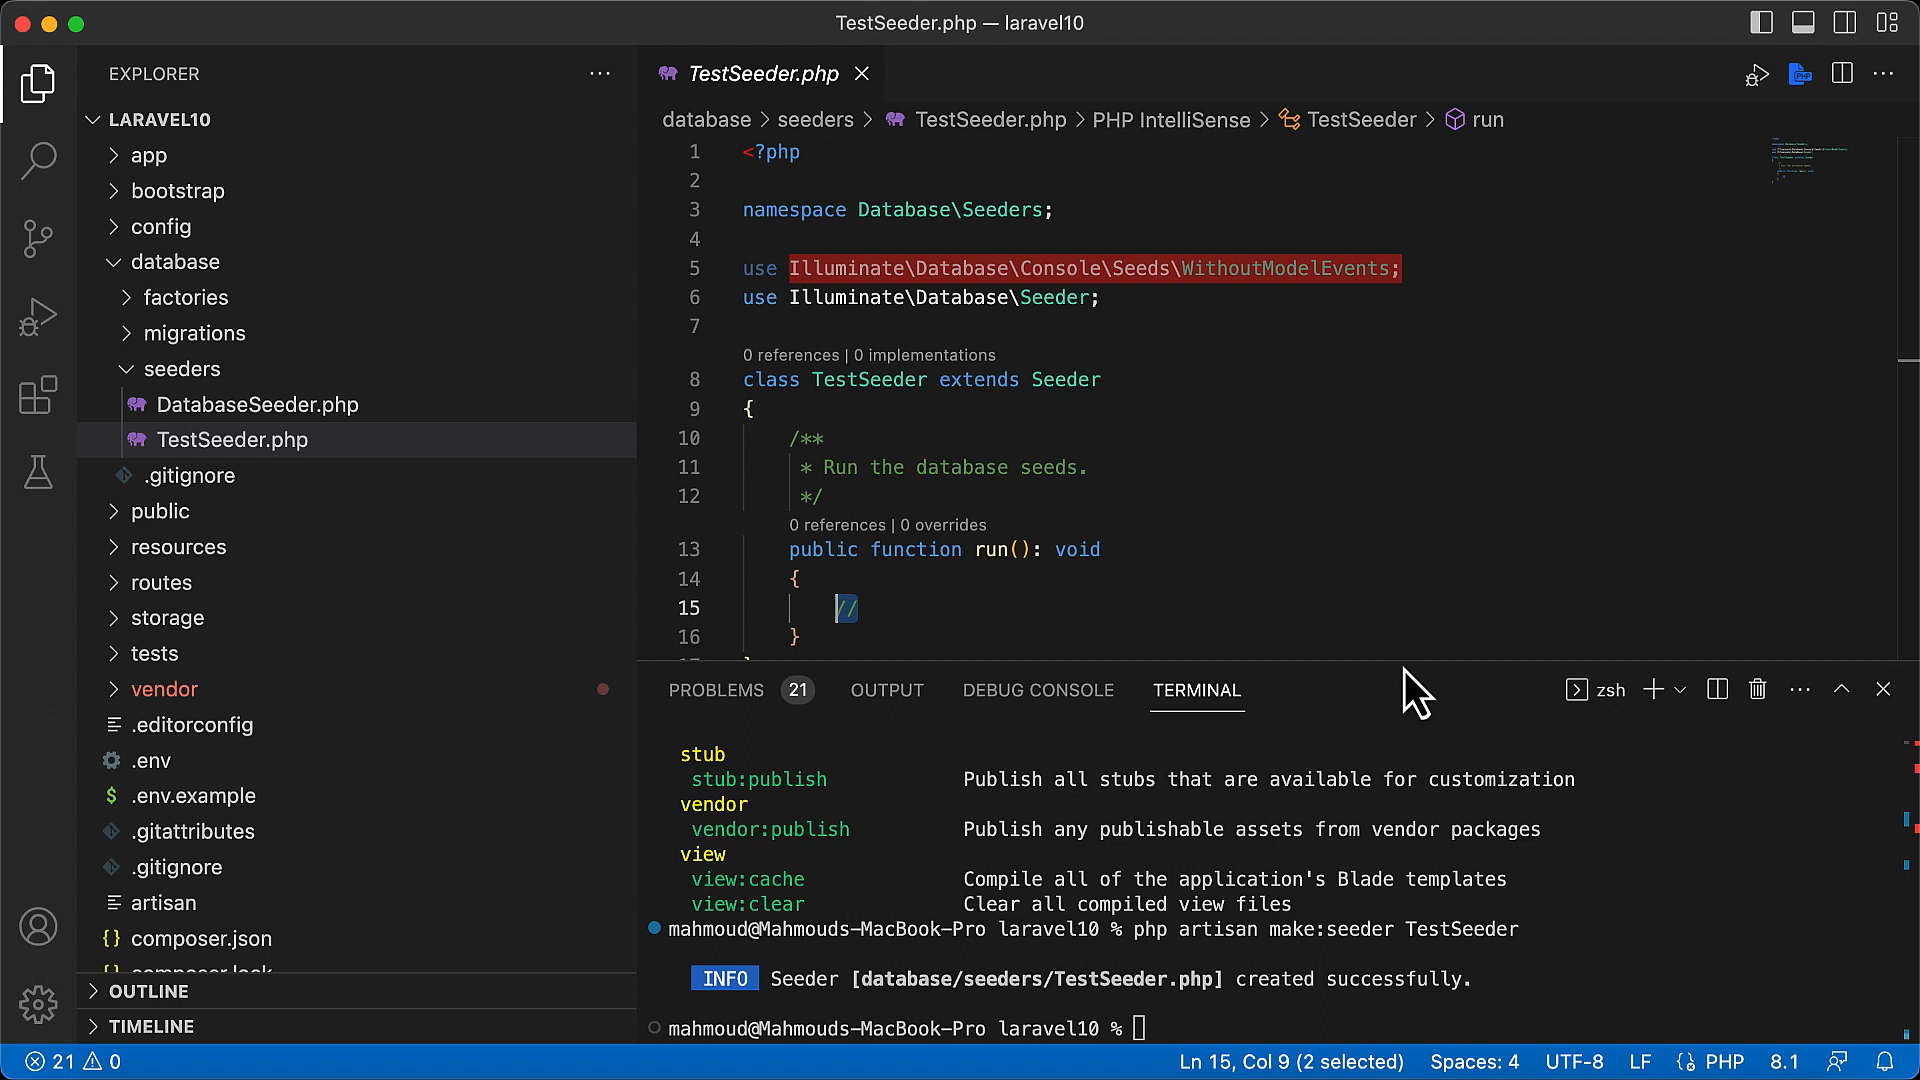 TestSeeder.php — laravel10
EXPLORER
LARAVEL10
app
bootstrap
config
database
factories
migrations
seeders
DatabaseSeeder.php
TestSeeder.php
.gitignore
public
resources
routes
storage
tests
vendor
.editorconfig
.env
.env.example
.gitattributes
.gitignore
artisan
composer.json
composer.lock
OUTLINE
TIMELINE
TestSeeder.php
database > seeders > TestSeeder.php > PHP IntelliSense > TestSeeder > run
1 <?php
2
3 namespace Database\Seeders;
4
5 use Illuminate\Database\Console\Seeds\WithoutModelEvents;
6 use Illuminate\Database\Seeder;
7
0 references | 0 implementations
8 class TestSeeder extends Seeder
9 {
10 /**
11 * Run the database seeds.
12 */
0 references | 0 overrides
13 public function run(): void
14 {
15 //
16 }
PROBLEMS 21 OUTPUT DEBUG CONSOLE TERMINAL zsh
stub
stub:publish Publish all stubs that are available for customization
vendor
vendor:publish Publish any publishable assets from vendor packages
view
view:cache Compile all of the application's Blade templates
view:clear Clear all compiled view files
mahmoud@Mahmouds-MacBook-Pro laravel10 % php artisan make:seeder TestSeeder
INFO Seeder [database/seeders/TestSeeder.php] created successfully.
mahmoud@Mahmouds-MacBook-Pro laravel10 %
21 0 Ln 15, Col 9 (2 selected) Spaces: 4 UTF-8 LF PHP 8.1